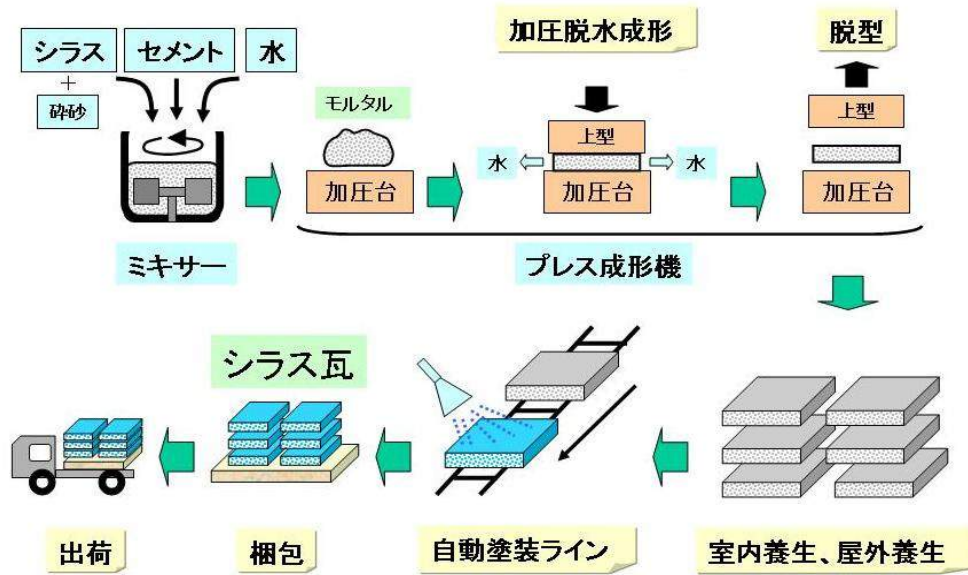 シラス
セメント
水
+
砕砂
ミキサー
モルタル
加圧台
加圧脱水成形
上型
水
水
加圧台
脱型
上型
加圧台
プレス成形機
室内養生、屋外養生
自動塗装ライン
シラス瓦
梱包
出荷